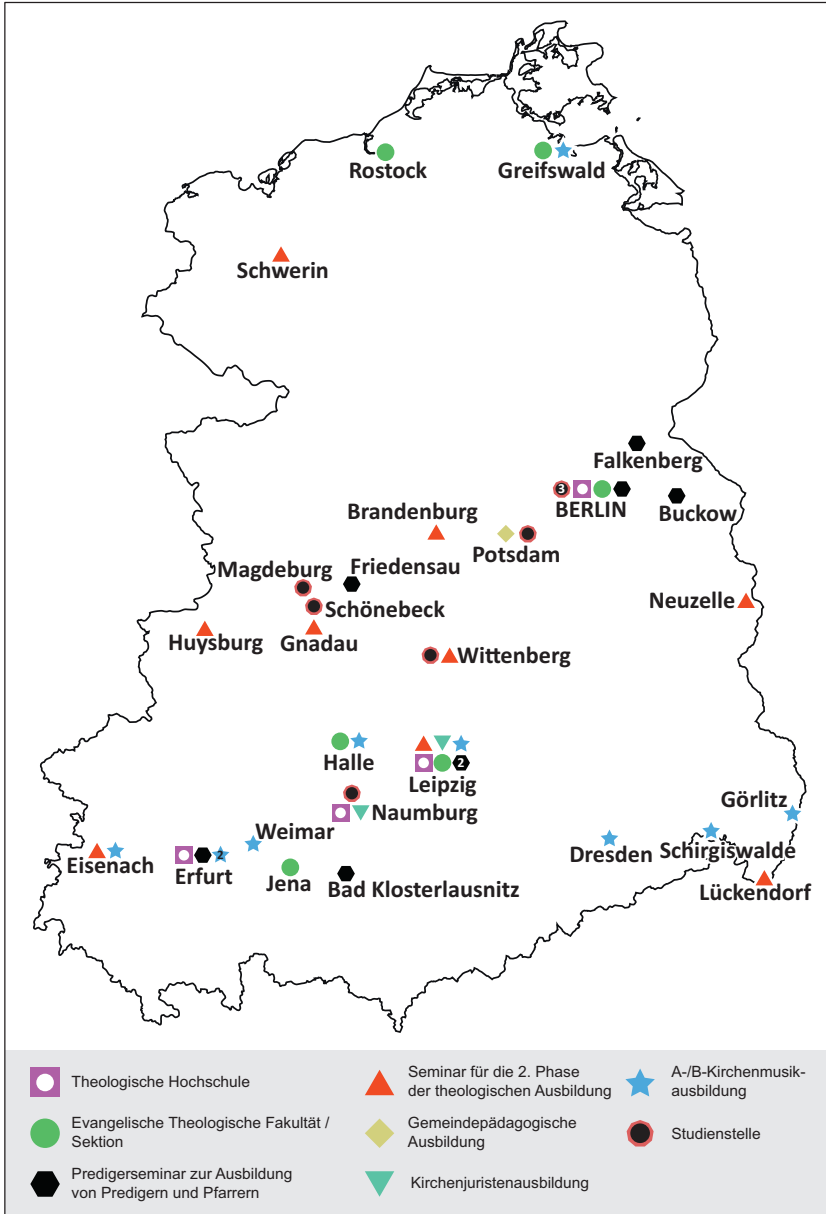 Rostock
Greifswald
Schwerin
Falkenberg
3
BERLIN
Buckow
Brandenburg
Potsdam
Magdeburg
Friedensau
Schönebeck
Neuzelle
Huysburg
Gnadau
Wittenberg
Halle
2
Leipzig
Görlitz
Naumburg
Weimar
Dresden
Schirgiswalde
2
Eisenach
Erfurt
Jena
Bad Klosterlausnitz
Lückendorf
Theologische Hochschule
Evangelische Theologische Fakultät /
Sektion
Predigerseminar zur Ausbildung
von Predigern und Pfarrern
Seminar für die 2. Phase
der theologischen Ausbildung
Gemeindepädagogische
Ausbildung
Kirchenjuristenausbildung
A-/B-Kirchenmusik-
ausbildung
Studienstelle